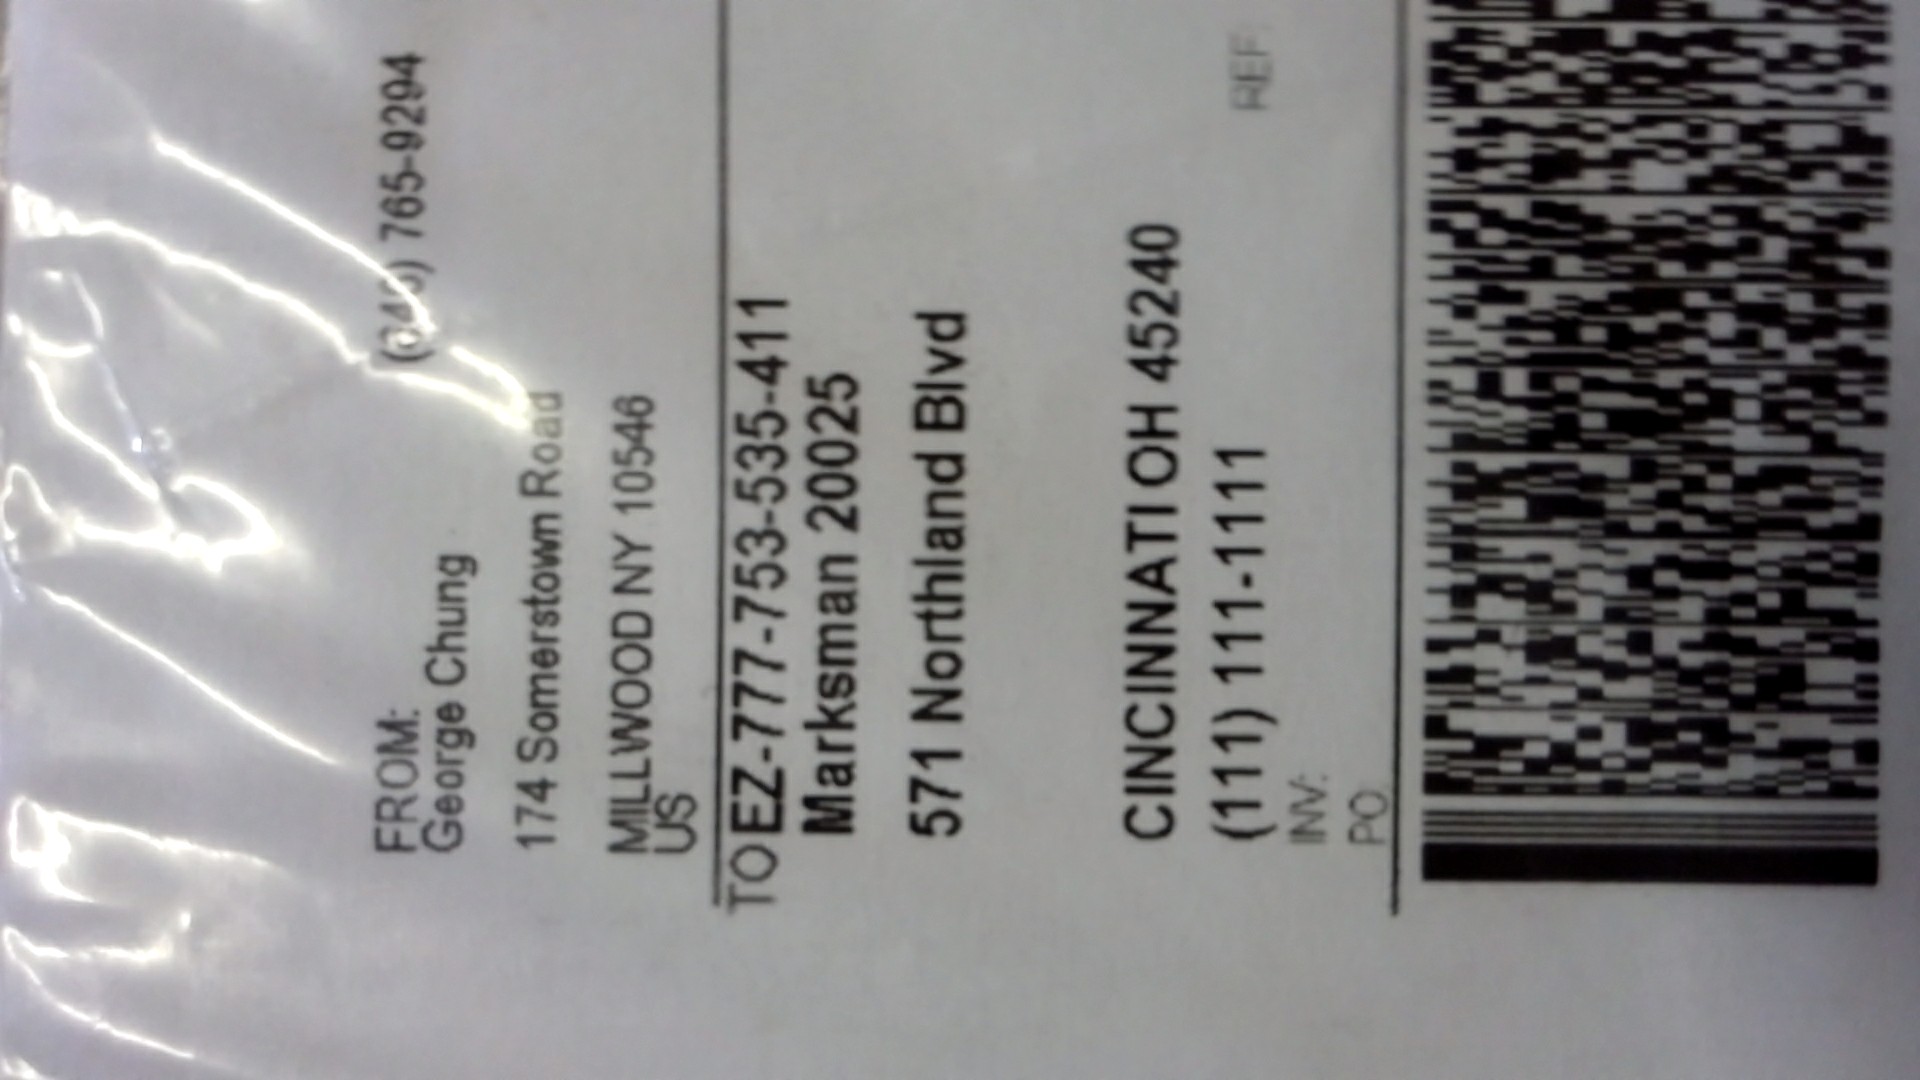 FROM:
George Chung
765-9294
174 Somerstown Road
MILLWOOD NY 10546
US
TO EZ-777-753-535-411
Marksman 200025
571 Northland Blvd
CINCINNATI OH 45240
(111) 111-1111
INV:
REF:
PO